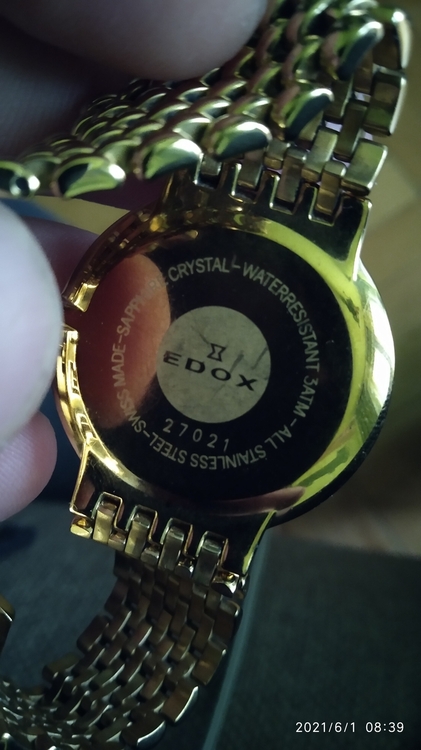 SAPPHIRE CRYSTAL-WATERRESISTANT 3ATM-ALL STAINLESS STEEL-SWISS MADE-
EDOX
27021
2021/6/1 08:39